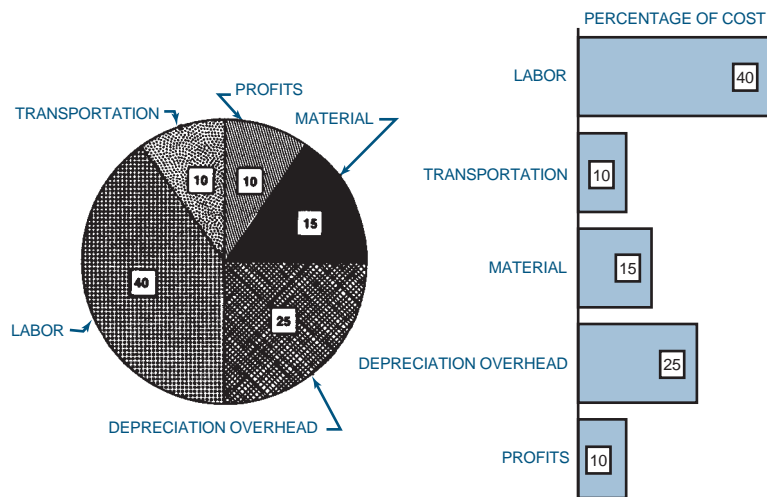 PERCENTAGE OF COST
PROFITS
TRANSPORTATION
MATERIAL
10
10
15
40
25
LABOR
DEPRECIATION OVERHEAD
LABOR
40
TRANSPORTATION
10
MATERIAL
15
DEPRECIATION OVERHEAD
25
PROFITS
10